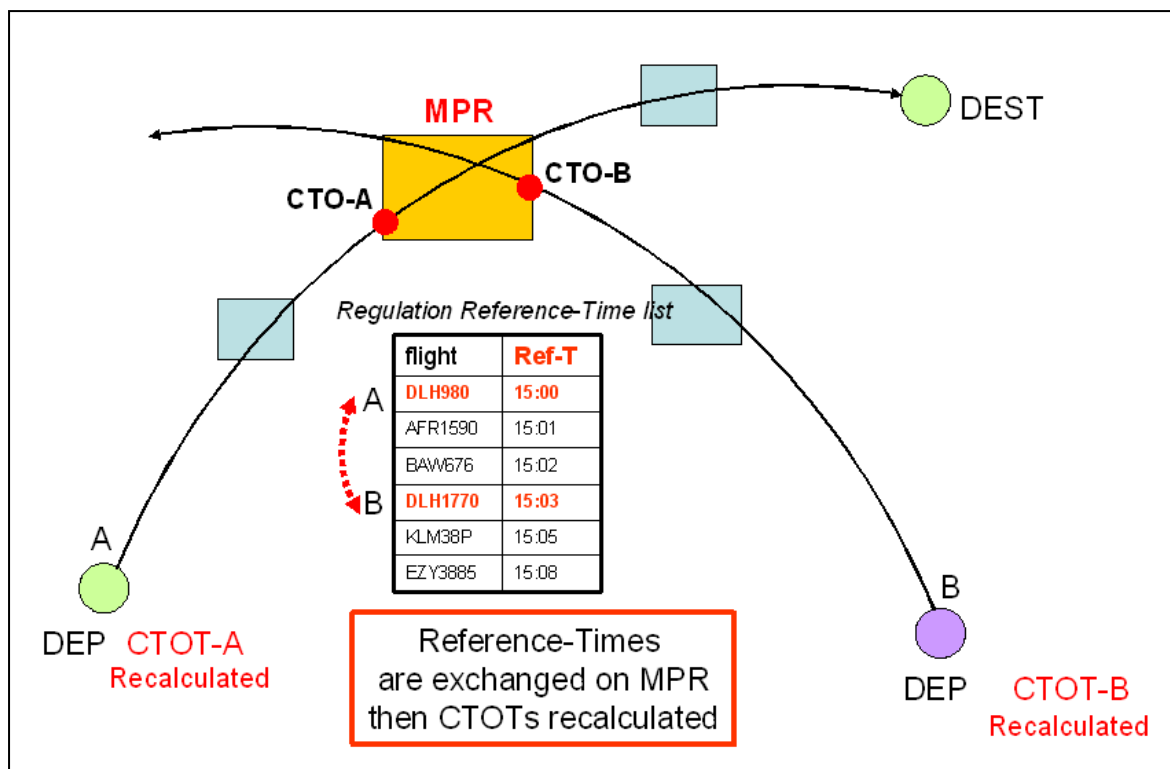 MPR
DEST
CTO-B
CTO-A
Regulation Reference-Time list
flight Ref-T
A DLH980 15:00
AFR1590 15:01
BAW676 15:02
B DLH1770 15:03
KLM38P 15:05
EZY3885 15:08
A
DEP CTOT-A
Recalculated
B
DEP CTOT-B
Recalculated
Reference-Times
are exchanged on MPR
then CTOTs recalculated